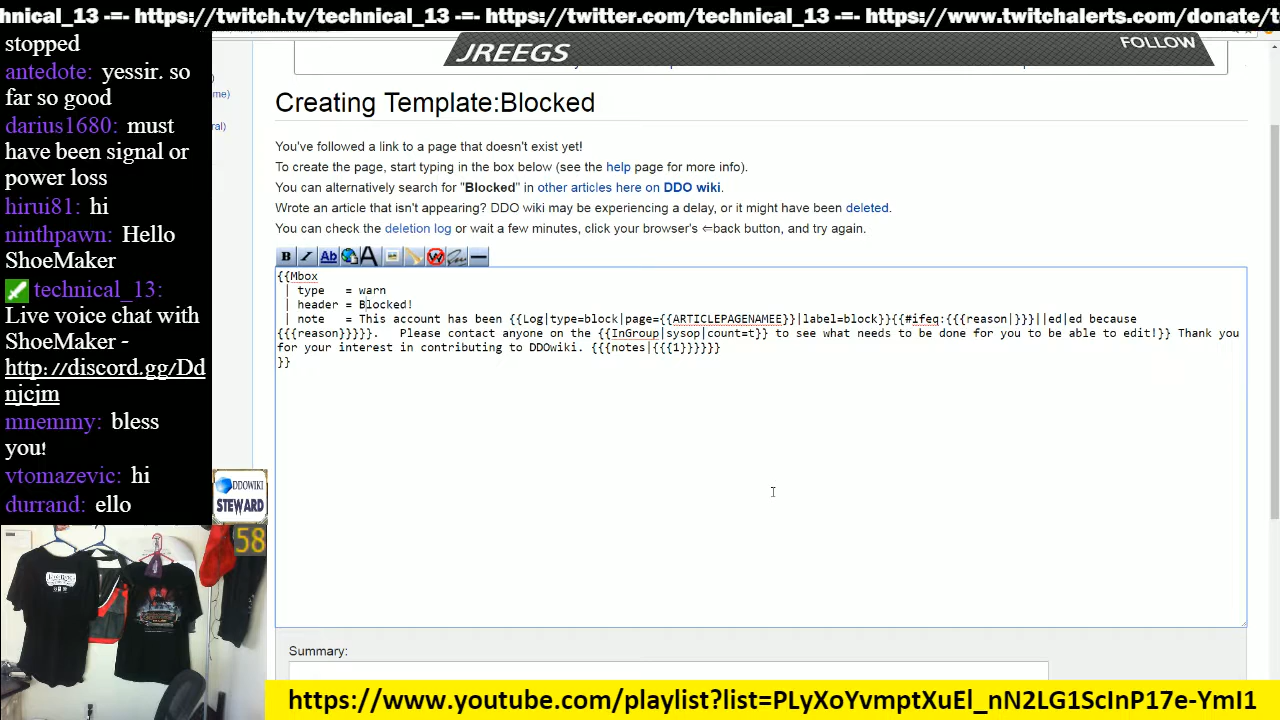 hnical_13 -=- https://twitch.tv/technical_13 -=- https://twitter.com/technical_13 -=- https://www.twitchalerts.com/donate/t
stopped
antedote: yessir. so
far so good
darius1680: must
have been signal or
power loss
hirui81: hi
ninthpawn: Hello
ShoeMaker
technical_13:
Live voice chat with
ShoeMaker -
http://discord.gg/Dd
njcjm
mnemmy: bless
you!
vtomazevic: hi
durrand: ello
DDOWIKI
STEWARD
58
me)
ral)
JREEGS
FOLLOW
Creating Template:Blocked
You've followed a link to a page that doesn't exist yet!
To create the page, start typing in the box below (see the help page for more info).
You can alternatively search for "Blocked" in other articles here on DDO wiki.
Wrote an article that isn't appearing? DDO wiki may be experiencing a delay, or it might have been deleted.
You can check the deletion log or wait a few minutes, click your browser's ⇐back button, and try again.
B I Ab A W
{{Mbox
| type = warn
| header = Blocked!
| note = This account has been {{Log|type=block|page={{ARTICLEPAGENAMEE}}|label=block}}{{#ifeq:{{{reason|}}}||ed|ed because
{{{reason}}}}}. Please contact anyone on the {{InGroup|sysop|count=t}} to see what needs to be done for you to be able to edit!}} Thank you
for your interest in contributing to DDOwiki. {{{notes|{{{1}}}}}}
}}
Summary:
https://www.youtube.com/playlist?list=PLyXoYvmptXuEl_nN2LG1ScInP17e-YmI1